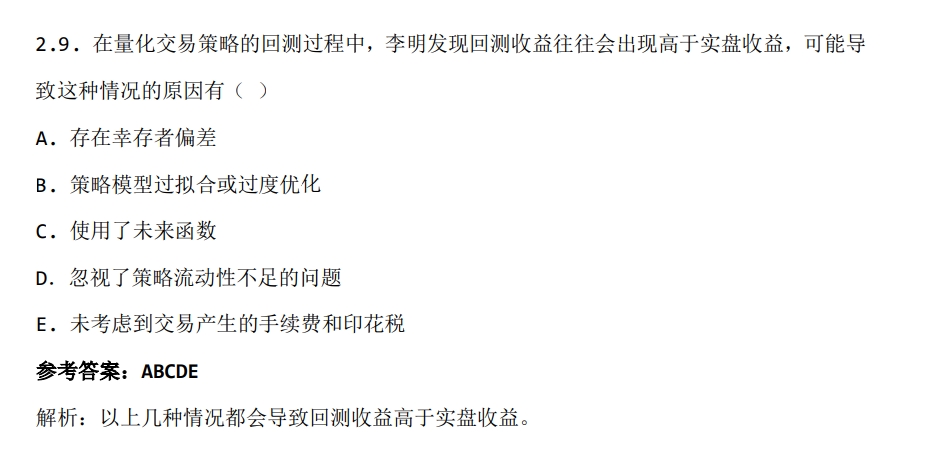 2.9. 在量化交易策略的回测过程中，李明发现回测收益往往会出现高于实盘收益，可能导
致这种情况的原因有（ ）
A. 存在幸存者偏差
B. 策略模型过拟合或过度优化
C. 使用了未来函数
D. 忽视了策略流动性不足的问题
E. 未考虑到交易产生的手续费和印花税
参考答案：ABCDE
解析：以上几种情况都会导致回测收益高于实盘收益。